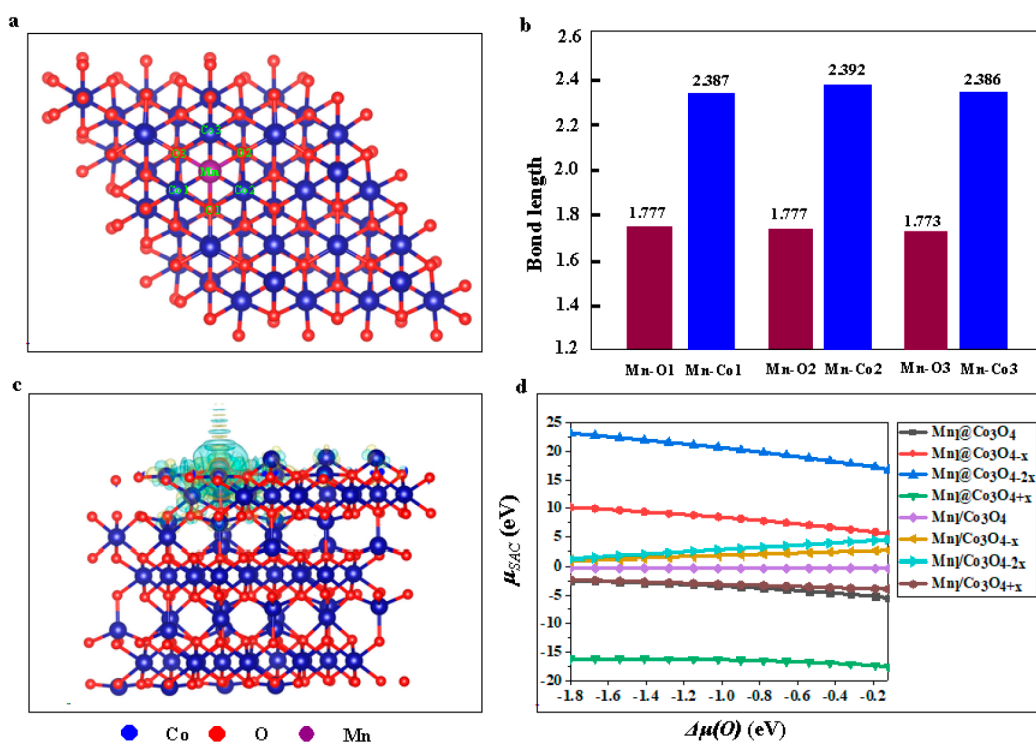 a
Co3
O3
O2
Mn
Co1
Co2
O1
b
Bond length
2.6
2.4
2.2
2.0
1.8
1.6
1.4
1.2
1.777
2.387
1.777
2.392
1.773
2.386
Mn-O1 Mn-Co1 Mn-O2 Mn-Co2 Mn-O3 Mn-Co3
c
Co O Mn
d
μSAC (eV)
25
20
15
10
5
0
-5
-10
-15
-20
-1.8 -1.4 -1.2 -1.0 -0.8 -0.6 -0.4 -0.2
Δμ(O) (eV)
Mn1@Co3O4
Mn1@Co3O4-x
Mn1@Co3O4-2x
Mn1@Co3O4+x
Mn1/Co3O4
Mn1/Co3O4-x
Mn1/Co3O4-2x
Mn1/Co3O4+x